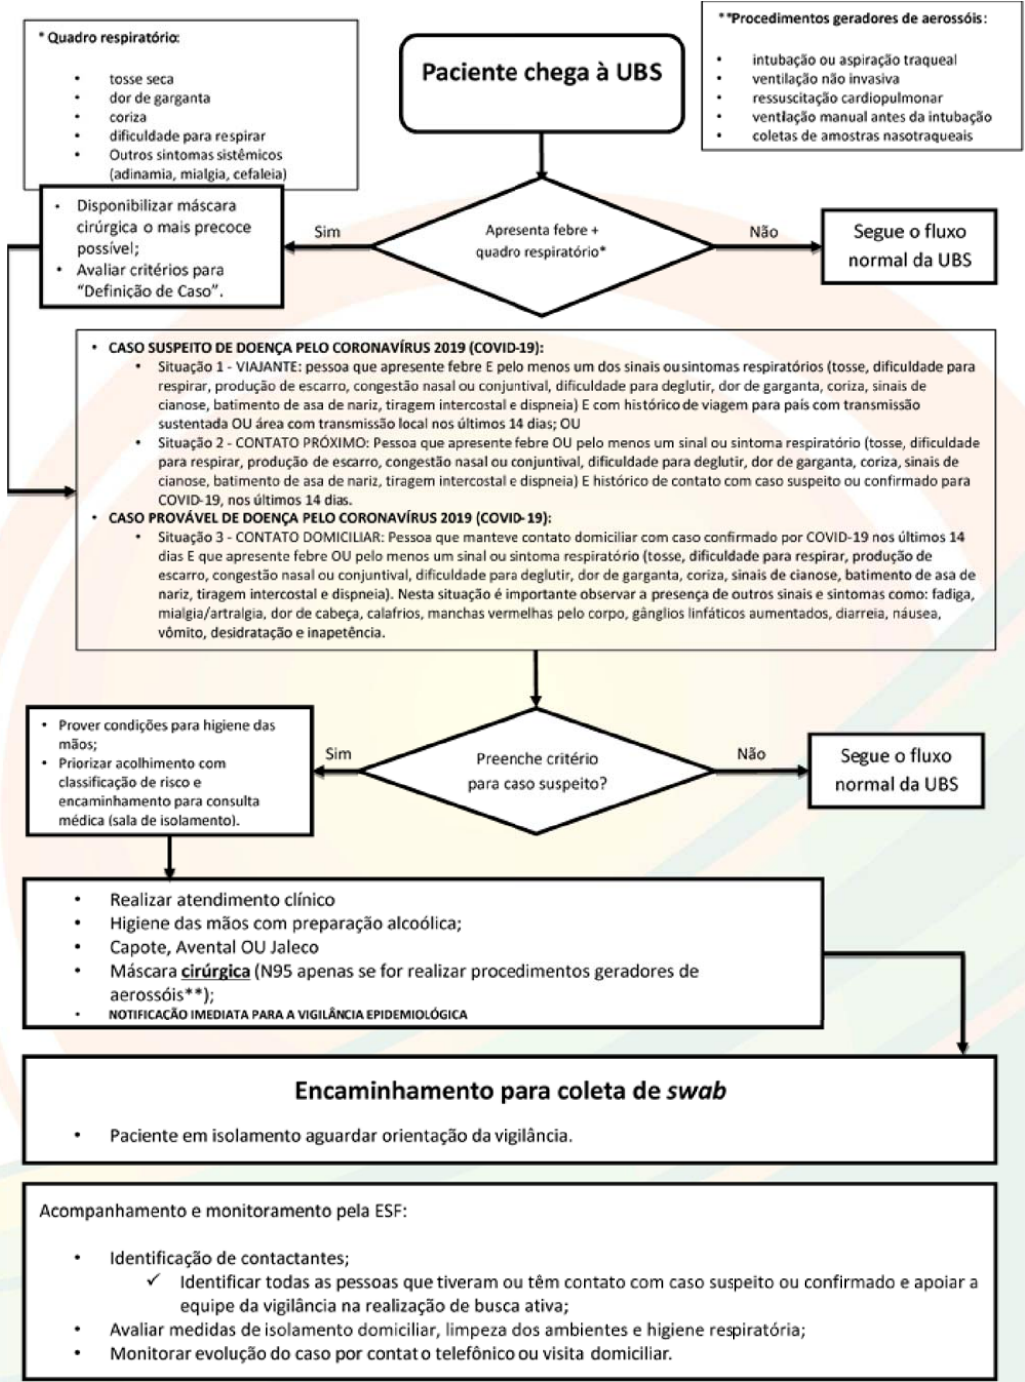 * Quadro respiratório:
• tosse seca
• dor de garganta
• coriza
• dificuldade para respirar
• Outros sintomas sistêmicos
(adinamia, mialgia, cefaleia)
Paciente chega à UBS
**Procedimentos geradores de aerossóis:
• intubação ou aspiração traqueal
• ventilação não invasiva
• ressuscitação cardiopulmonar
• ventilação manual antes da intubação
• coletas de amostras nasotraqueais
• Disponibilizar máscara
cirúrgica o mais precoce
possível;
• Avaliar critérios para
“Definição de Caso”.
Sim
Apresenta febre +
quadro respiratório*
Não
Segue o fluxo
normal da UBS
• CASO SUSPEITO DE DOENÇA PELO CORONAVÍRUS 2019 (COVID-19):
• Situação 1 - VIAJANTE: pessoa que apresente febre E pelo menos um dos sinais ou sintomas respiratórios (tosse, dificuldade para
respirar, produção de escarro, congestão nasal ou conjuntival, dificuldade para deglutir, dor de garganta, coriza, sinais de
cianose, batimento de asa de nariz, tiragem intercostal e dispneia) E com histórico de viagem para país com transmissão
sustentada OU área com transmissão local nos últimos 14 dias; OU
• Situação 2 - CONTATO PRÓXIMO: Pessoa que apresente febre OU pelo menos um sinal ou sintoma respiratório (tosse, dificuldade
para respirar, produção de escarro, congestão nasal ou conjuntival, dificuldade para deglutir, dor de garganta, coriza, sinais de
cianose, batimento de asa de nariz, tiragem intercostal e dispneia) E histórico de contato com caso suspeito ou confirmado para
COVID-19, nos últimos 14 dias.
• CASO PROVÁVEL DE DOENÇA PELO CORONAVÍRUS 2019 (COVID-19):
• Situação 3 - CONTATO DOMICILIAR: Pessoa que manteve contato domiciliar com caso confirmado por COVID-19 nos últimos 14
dias E que apresente febre OU pelo menos um sinal ou sintoma respiratório (tosse, dificuldade para respirar, produção de
escarro, congestão nasal ou conjuntival, dificuldade para deglutir, dor de garganta, coriza, sinais de cianose, batimento de asa de
nariz, tiragem intercostal e dispneia). Nesta situação é importante observar a presença de outros sinais e sintomas como: fadiga,
mialgia/artralgia, dor de cabeça, calafrios, manchas vermelhas pelo corpo, gânglios linfáticos aumentados, diarreia, náusea,
vômito, desidratação e inapetência.
• Prover condições para higiene das
mãos;
• Priorizar acolhimento com
classificação de risco e
encaminhamento para consulta
médica (sala de isolamento).
Sim
Preenche critério
para caso suspeito?
Não
Segue o fluxo
normal da UBS
• Realizar atendimento clínico
• Higiene das mãos com preparação alcoólica;
• Capote, Avental OU Jaleco
• Máscara cirúrgica (N95 apenas se for realizar procedimentos geradores de
aerossóis**);
• NOTIFICAÇÃO IMEDIATA PARA A VIGILÂNCIA EPIDEMIOLÓGICA
Encaminhamento para coleta de swab
• Paciente em isolamento aguardar orientação da vigilância.
Acompanhamento e monitoramento pela ESF:
• Identificação de contactantes;
✓ Identificar todas as pessoas que tiveram ou têm contato com caso suspeito ou confirmado e apoiar a
equipe da vigilância na realização de busca ativa;
• Avaliar medidas de isolamento domiciliar, limpeza dos ambientes e higiene respiratória;
• Monitorar evolução do caso por contato telefônico ou visita domiciliar.